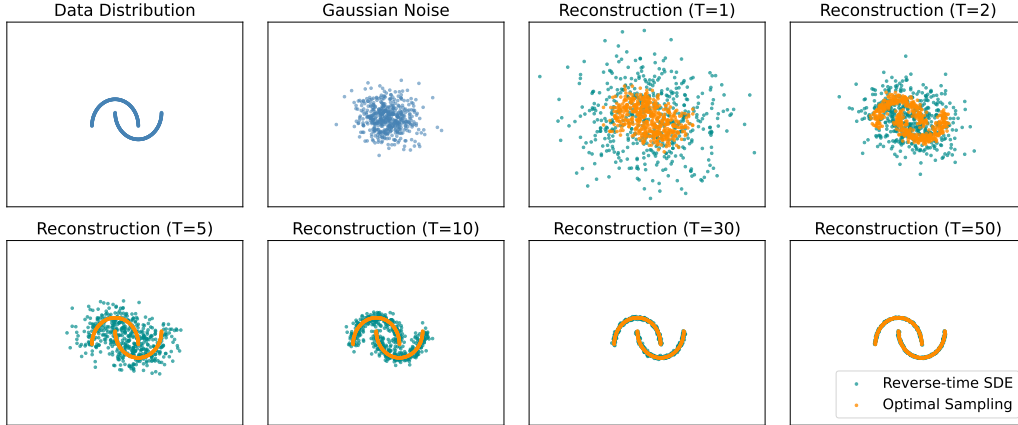 Data Distribution
Gaussian Noise
Reconstruction (T=1)
Reconstruction (T=2)
Reconstruction (T=5)
Reconstruction (T=10)
Reconstruction (T=30)
Reconstruction (T=50)
Reverse-time SDE
Optimal Sampling